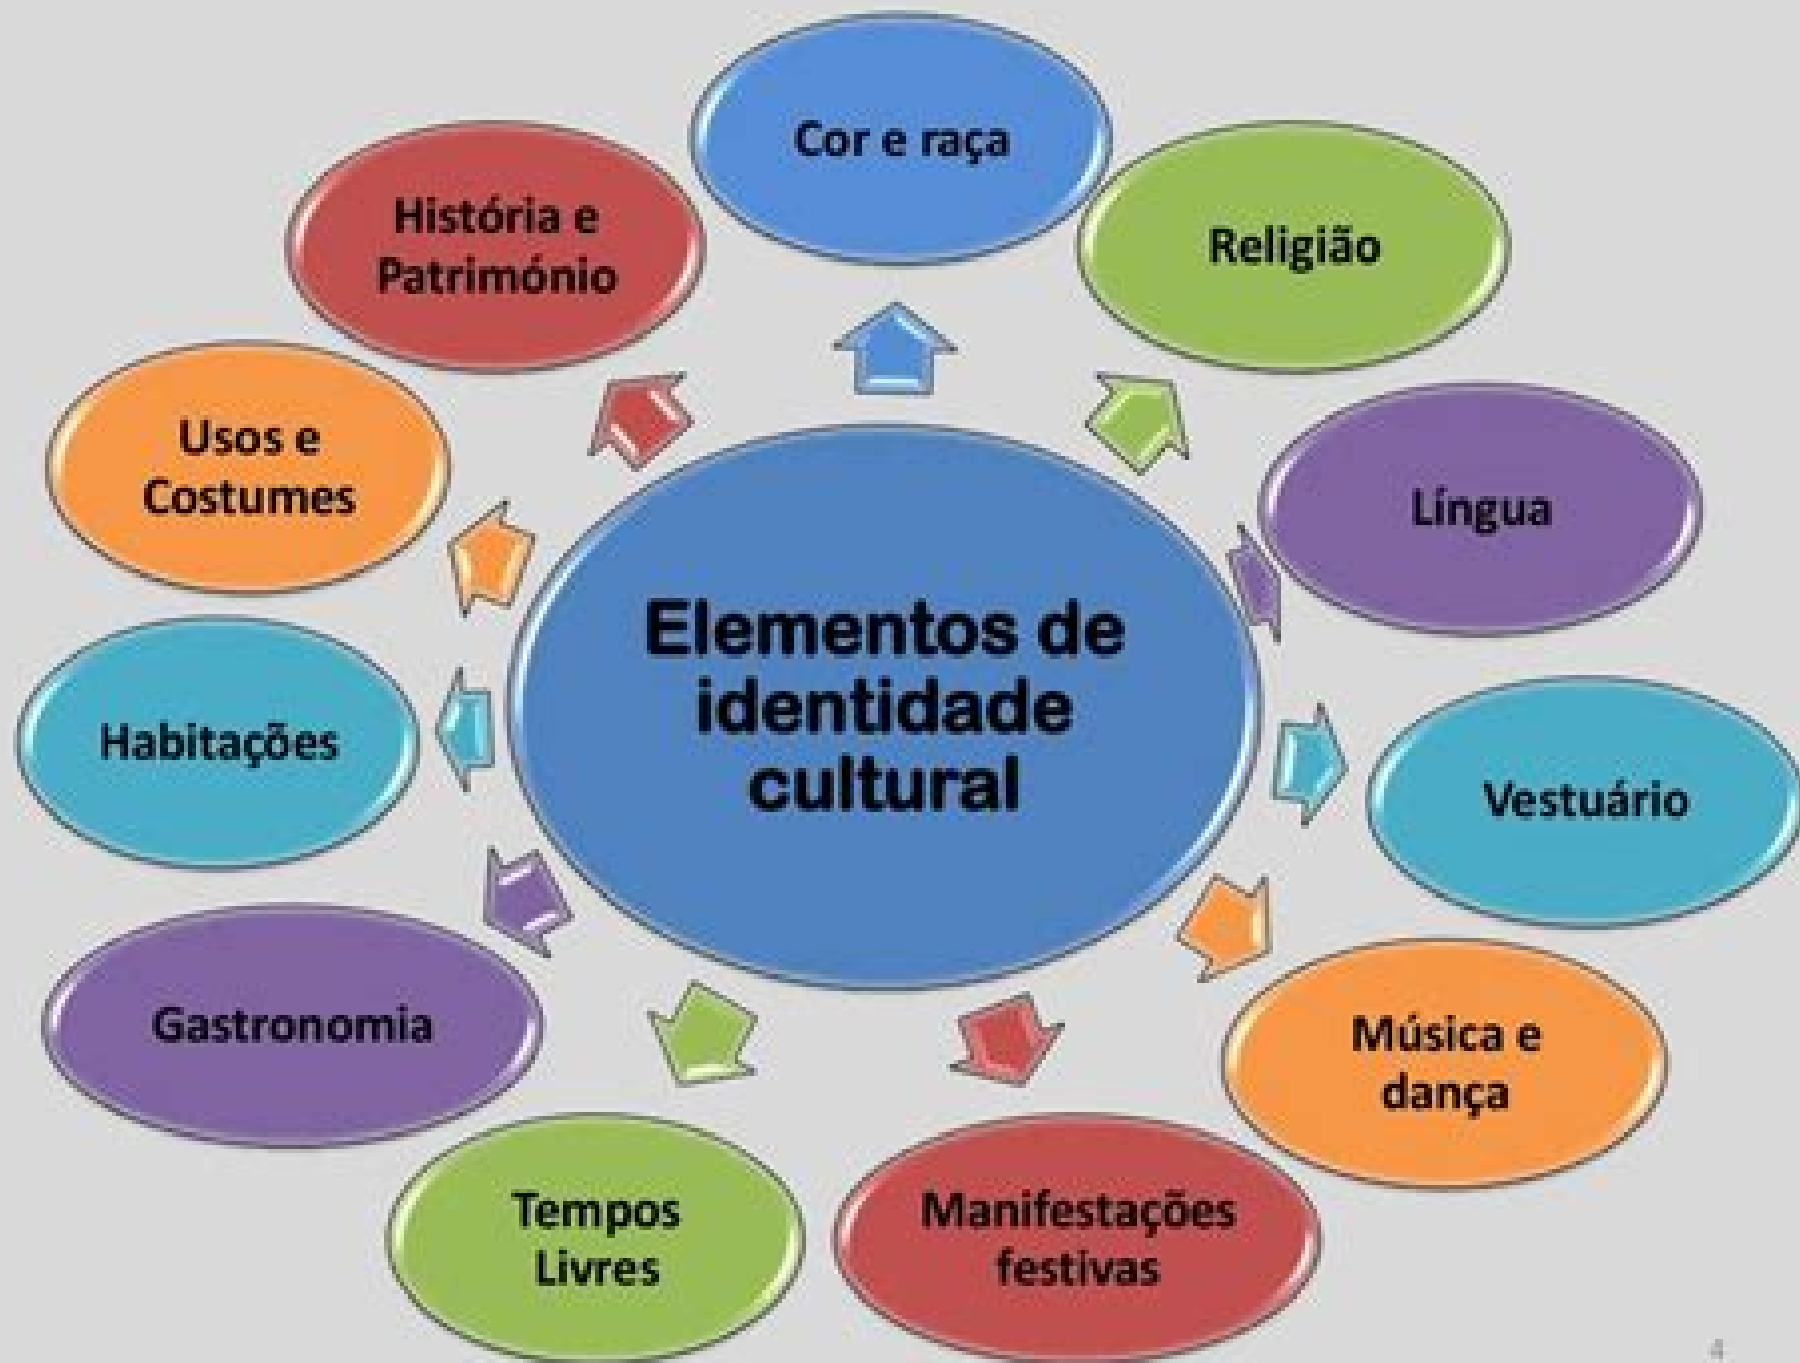 Cor e raça
Religião
Língua
Vestuário
Música e
dança
Manifestações
festivas
Tempos
Livres
Gastronomia
Habitações
Usos e
Costumes
História e
Património
Elementos de
identidade
cultural
4